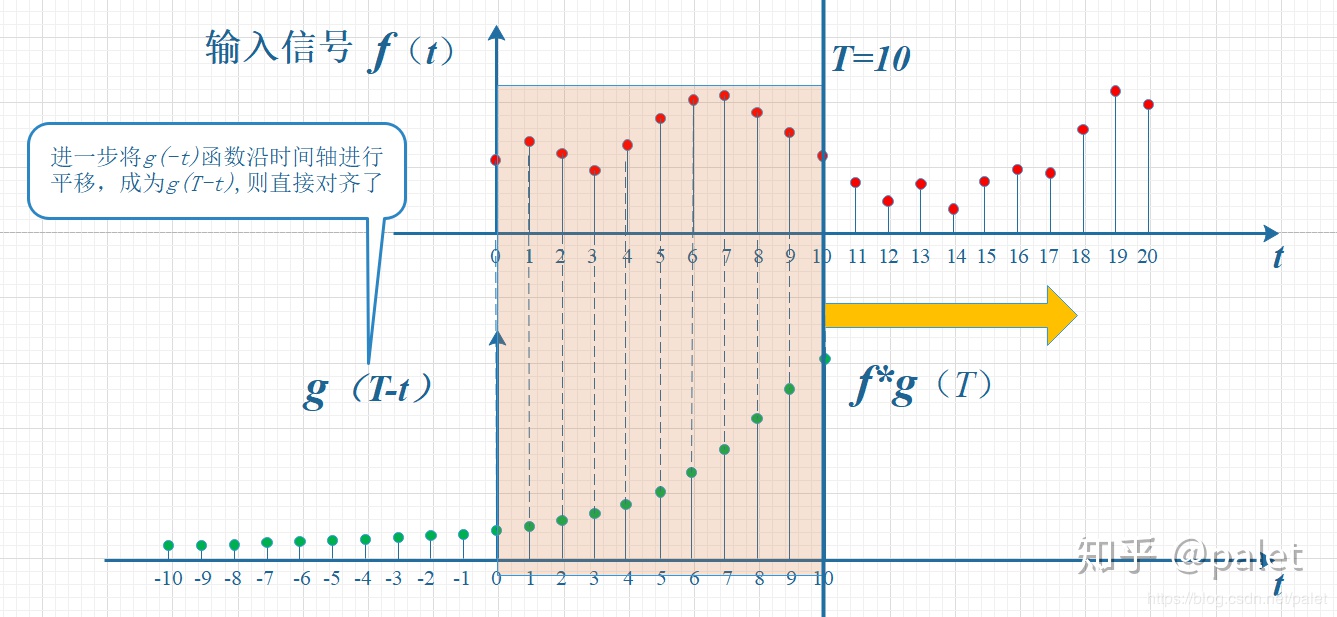 输入信号 f（t）
T=10
进一步将g(-t)函数沿时间轴进行
平移，成为g(T-t),则直接对齐了
0 1 2 3 4 5 6 7 8 9 10 11 12 13 14 15 16 17 18 19 20
t
g（T-t）
f*g（T）
-10 -9 -8 -7 -6 -5 -4 -3 -2 -1 0 1 2 3 4 5 6 7 8 9 10
t
知乎 @palet
https://blog.csdn.net/palet